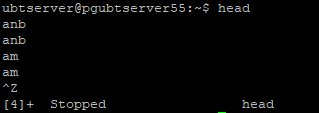 ubtserver@pgubtserver55:~$ head
anb
anb
am
am
^Z
[4]+  Stopped                 head